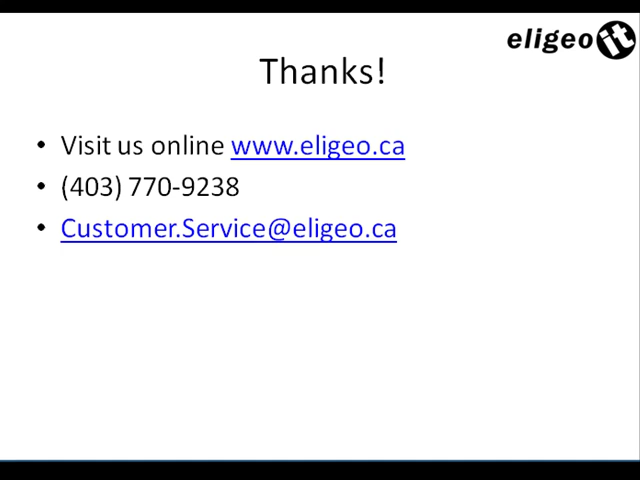 eligeo it
Thanks!
• Visit us online www.eligeo.ca
• (403) 770-9238
• Customer.Service@eligeo.ca